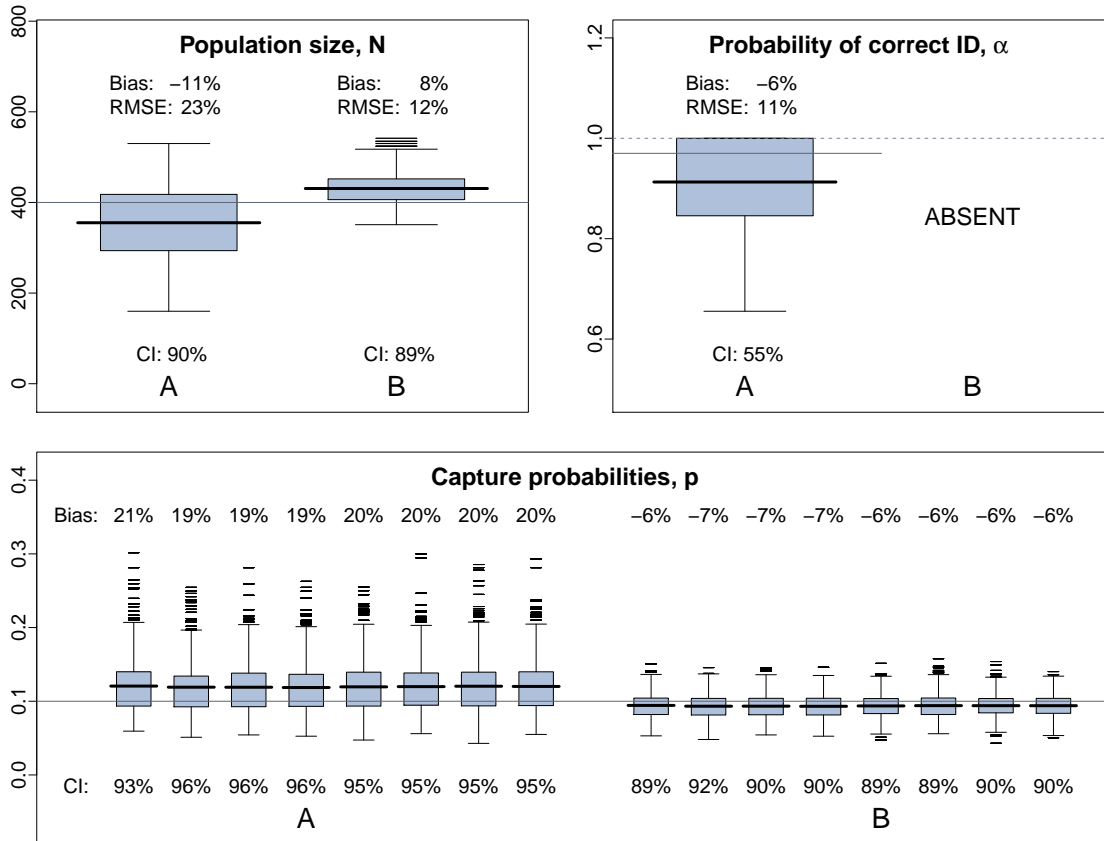 Population size, N
Bias: −11%
RMSE: 23%
Bias: 8%
RMSE: 12%
CI: 90%
CI: 89%
A
B
800
600
400
200
0
Probability of correct ID, α
Bias: −6%
RMSE: 11%
ABSENT
CI: 55%
A
B
1.2
1.0
0.8
0.6
Capture probabilities, p
Bias: 21% 19% 19% 19% 20% 20% 20% 20% −6% −7% −7% −7% −6% −6% −6% −6%
0.4
0.3
0.2
0.1
0.0
CI: 93% 96% 96% 96% 95% 95% 95% 95% 89% 92% 90% 90% 89% 89% 90% 90%
A
B